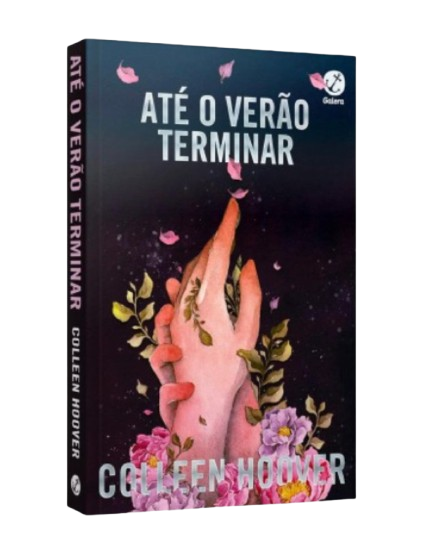 ATÉ O VERÃO TERMINAR
COLLEEN HOOVER
Galera
ATÉ O VERÃO
TERMINAR
COLLEEN HOOVER